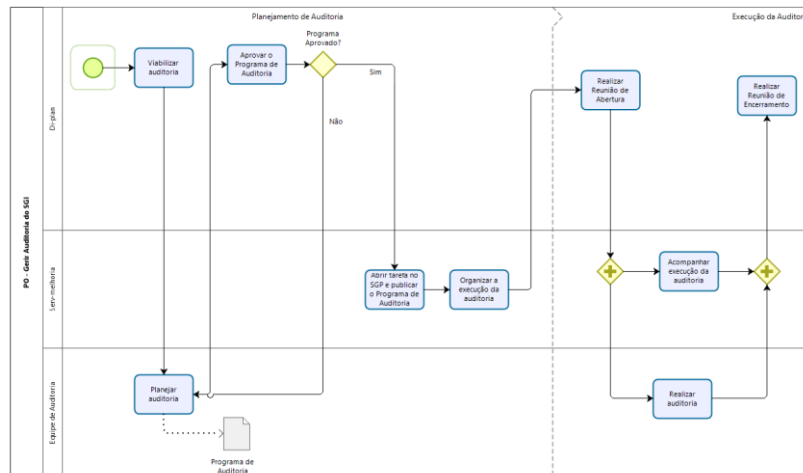 Planejamento de Auditoria
Execução da Auditor
PO - Gerir Auditoria do SGI
Di-plan
Viabilizar
auditoria
Aprovar o
Programa de
Auditoria
Programa
Aprovado?
Sim
Não
Realizar
Reunião de
Abertura
Realizar
Reunião de
Encerramento
Serv-melhoria
Abrir tarefa no
SGP e publicar
o Programa de
Auditoria
Organizar a
execução da
auditoria
Acompanhar
execução da
auditoria
Equipe de Auditoria
Planejar
auditoria
Programa de
Auditoria
Realizar
auditoria